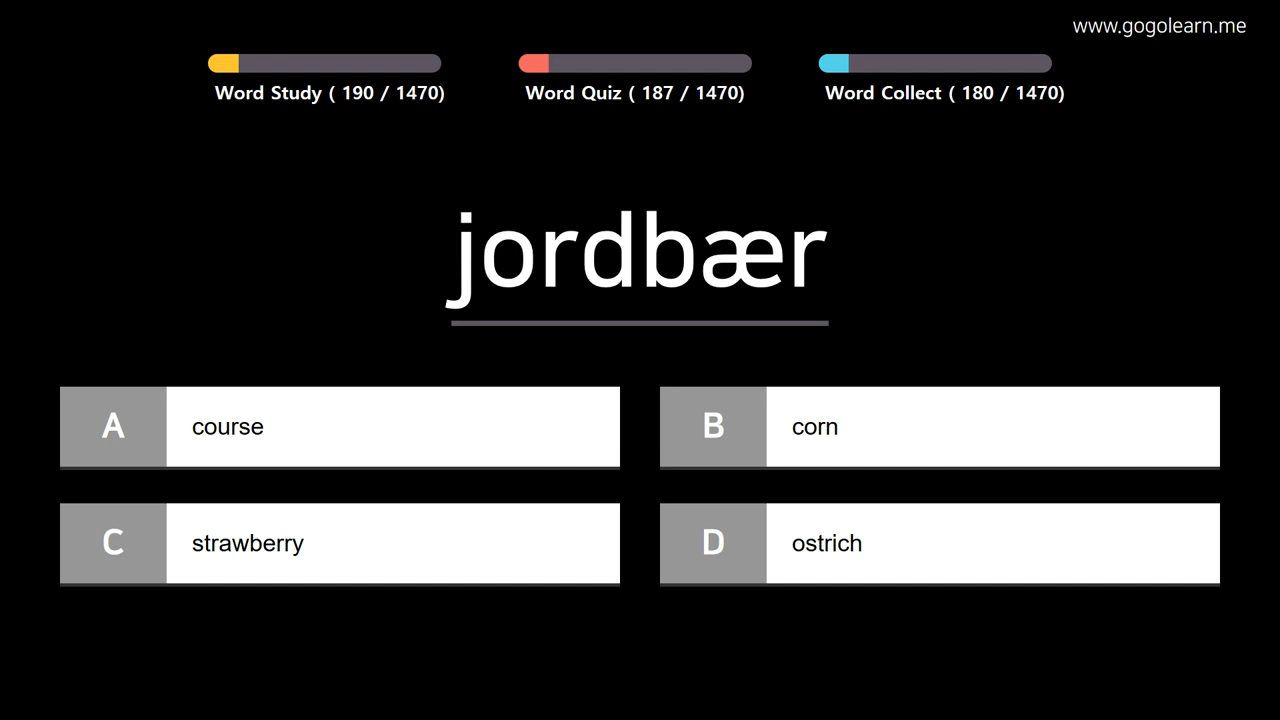 www.gogolearn.me
Word Study ( 190 / 1470)
Word Quiz ( 187 / 1470)
Word Collect ( 180 / 1470)
jordbær
A course
B corn
C strawberry
D ostrich